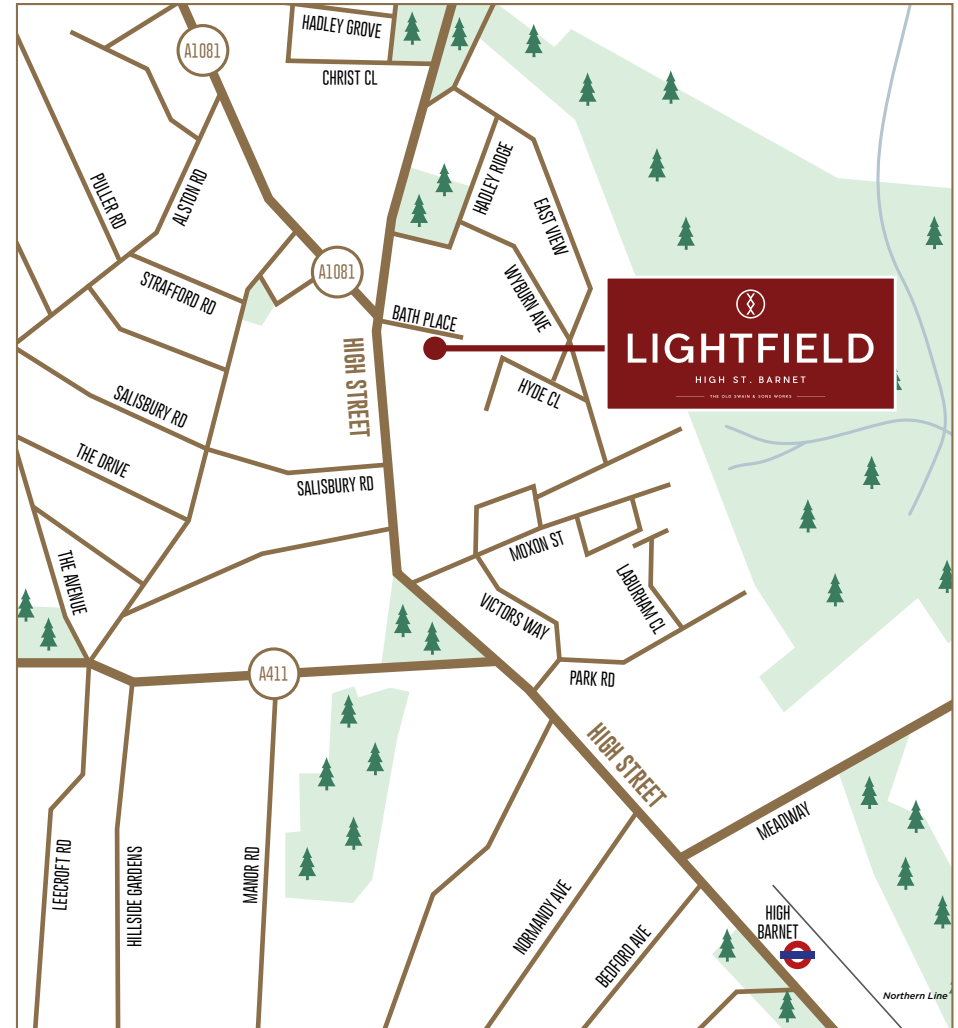 HADLEY GROVE
A1081
CHRIST CL
PULLER RD
ALSTON RD
HADLEY RIDGE
EAST VIEW
STRAFFORD RD
A1081
WYBURN AVE
BATH PLACE
LIGHTFIELD
HIGH ST. BARNET
THE OLD SWAIN & SONS WORKS
HIGH STREET
HYDE CL
SALISBURY RD
THE DRIVE
SALISBURY RD
MOXON ST
THE AVENUE
LABURHAM CL
VICTORS WAY
A411
PARK RD
HIGH STREET
MEADWAY
LEECROFT RD
HILLSIDE GARDENS
MANOR RD
NORMANDY AVE
BEDFORD AVE
HIGH
BARNET
Northern Line